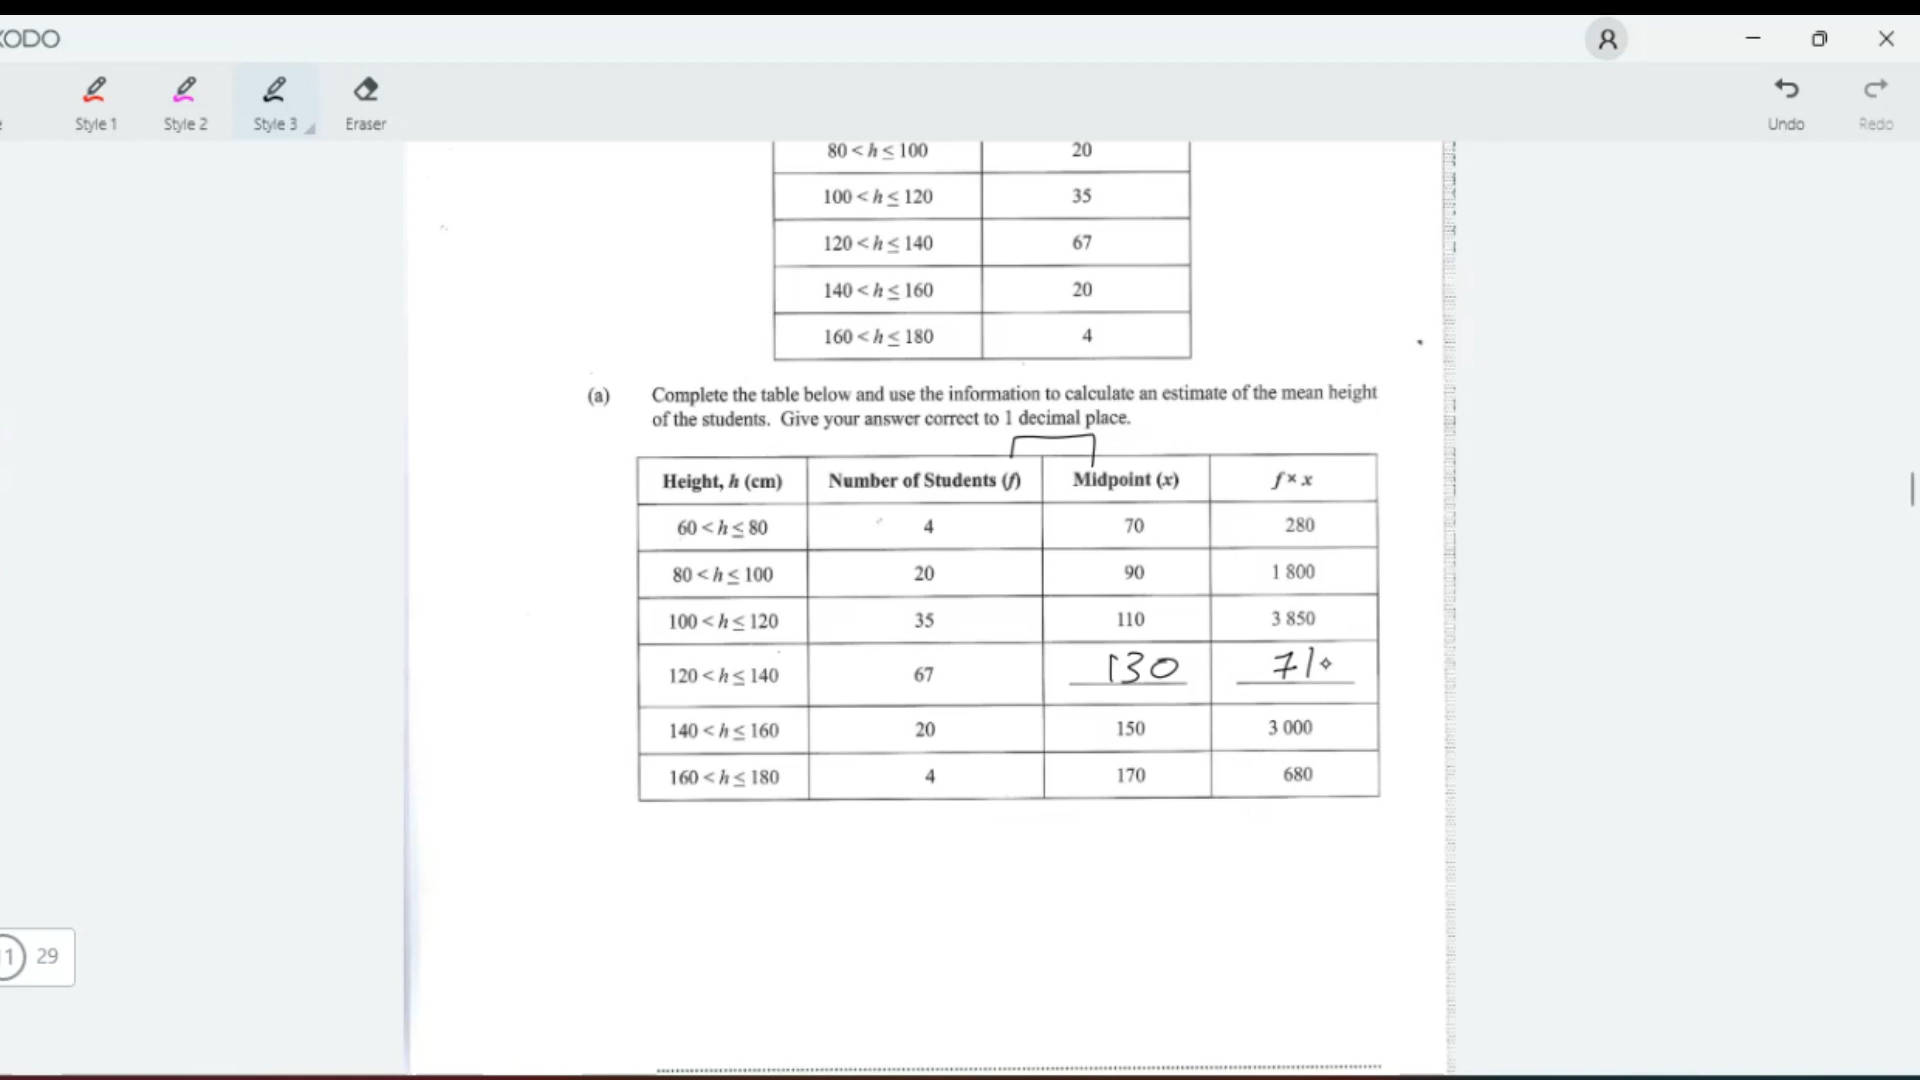 XODO
Style 1 Style 2 Style 3 Eraser Undo Redo
80 < h ≤ 100 20
100 < h ≤ 120 35
120 < h ≤ 140 67
140 < h ≤ 160 20
160 < h ≤ 180 4
(a) Complete the table below and use the information to calculate an estimate of the mean height
of the students. Give your answer correct to 1 decimal place.
Height, h (cm) Number of Students (f) Midpoint (x) f × x
60 < h ≤ 80 4 70 280
80 < h ≤ 100 20 90 1 800
100 < h ≤ 120 35 110 3 850
120 < h ≤ 140 67 130 71
140 < h ≤ 160 20 150 3 000
160 < h ≤ 180 4 170 680
11 29